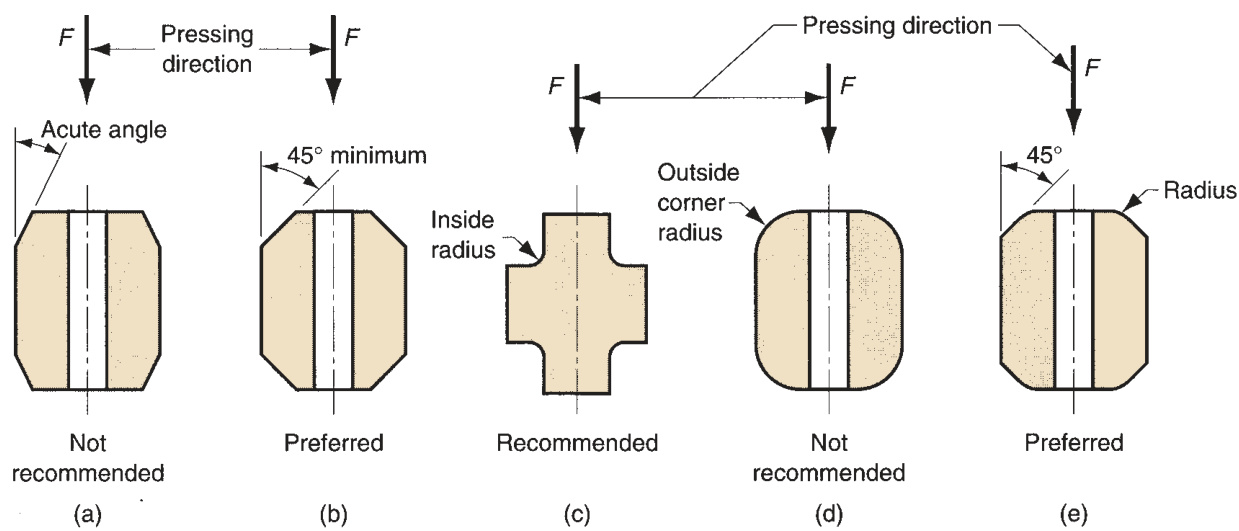 F
Pressing
direction
F
Pressing direction
F
F
F
Acute angle
45° minimum
Inside
radius
Outside
corner
radius
45°
Radius
Not
recommended
Preferred
Recommended
Not
recommended
Preferred
(a)
(b)
(c)
(d)
(e)